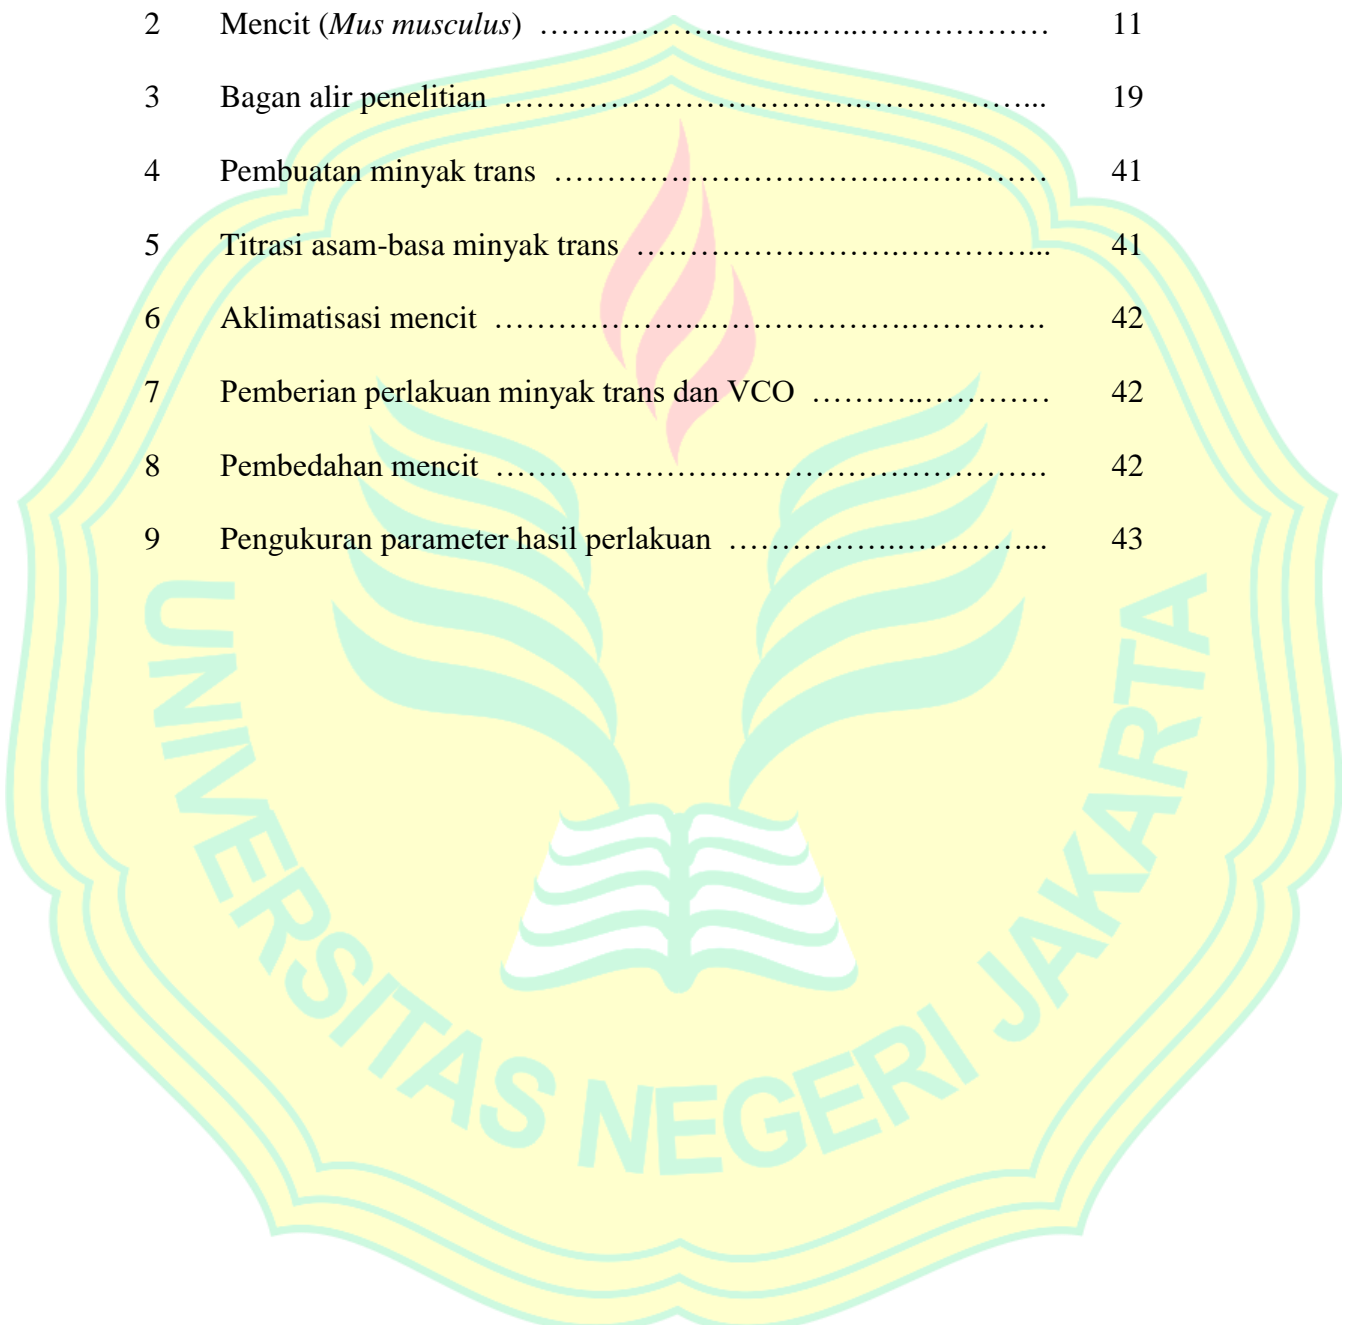 2 Mencit (Mus musculus) ……..……….……...…..……………… 11
3 Bagan alir penelitian ……………………………….…………….. 19
4 Pembuatan minyak trans …………………………….…………… 41
5 Titrasi asam-basa minyak trans …………………….…………... 41
6 Aklimatisasi mencit ………………...………………….…………. 42
7 Pemberian perlakuan minyak trans dan VCO ………..………… 42
8 Pembedahan mencit ………………………………………………. 42
9 Pengukuran parameter hasil perlakuan …………….…………... 43
UNIVERSITAS NEGERI JAKARTA